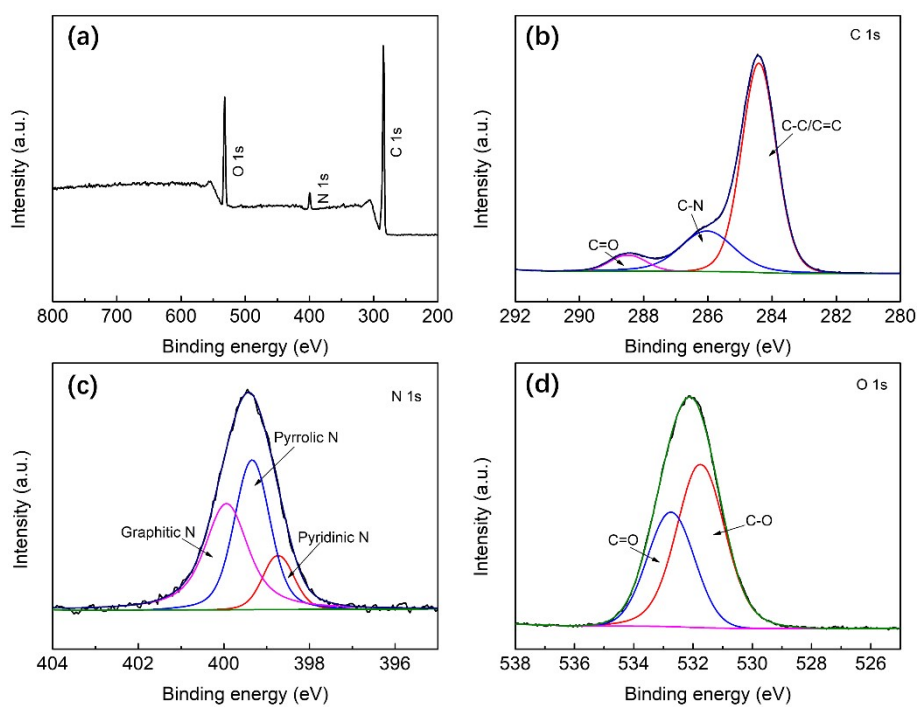 (a)
O 1s
N 1s
C 1s
Intensity (a.u.)
800 700 600 500 400 300 200
Binding energy (eV)
(b)
C 1s
C-C/C=C
C-N
C=O
Intensity (a.u.)
292 290 288 286 284 282 280
Binding energy (eV)
(c)
N 1s
Pyrrolic N
Graphitic N
Pyridinic N
Intensity (a.u.)
404 402 400 398 396
Binding energy (eV)
(d)
O 1s
C=O
C-O
Intensity (a.u.)
538 536 534 532 530 528 526
Binding energy (eV)